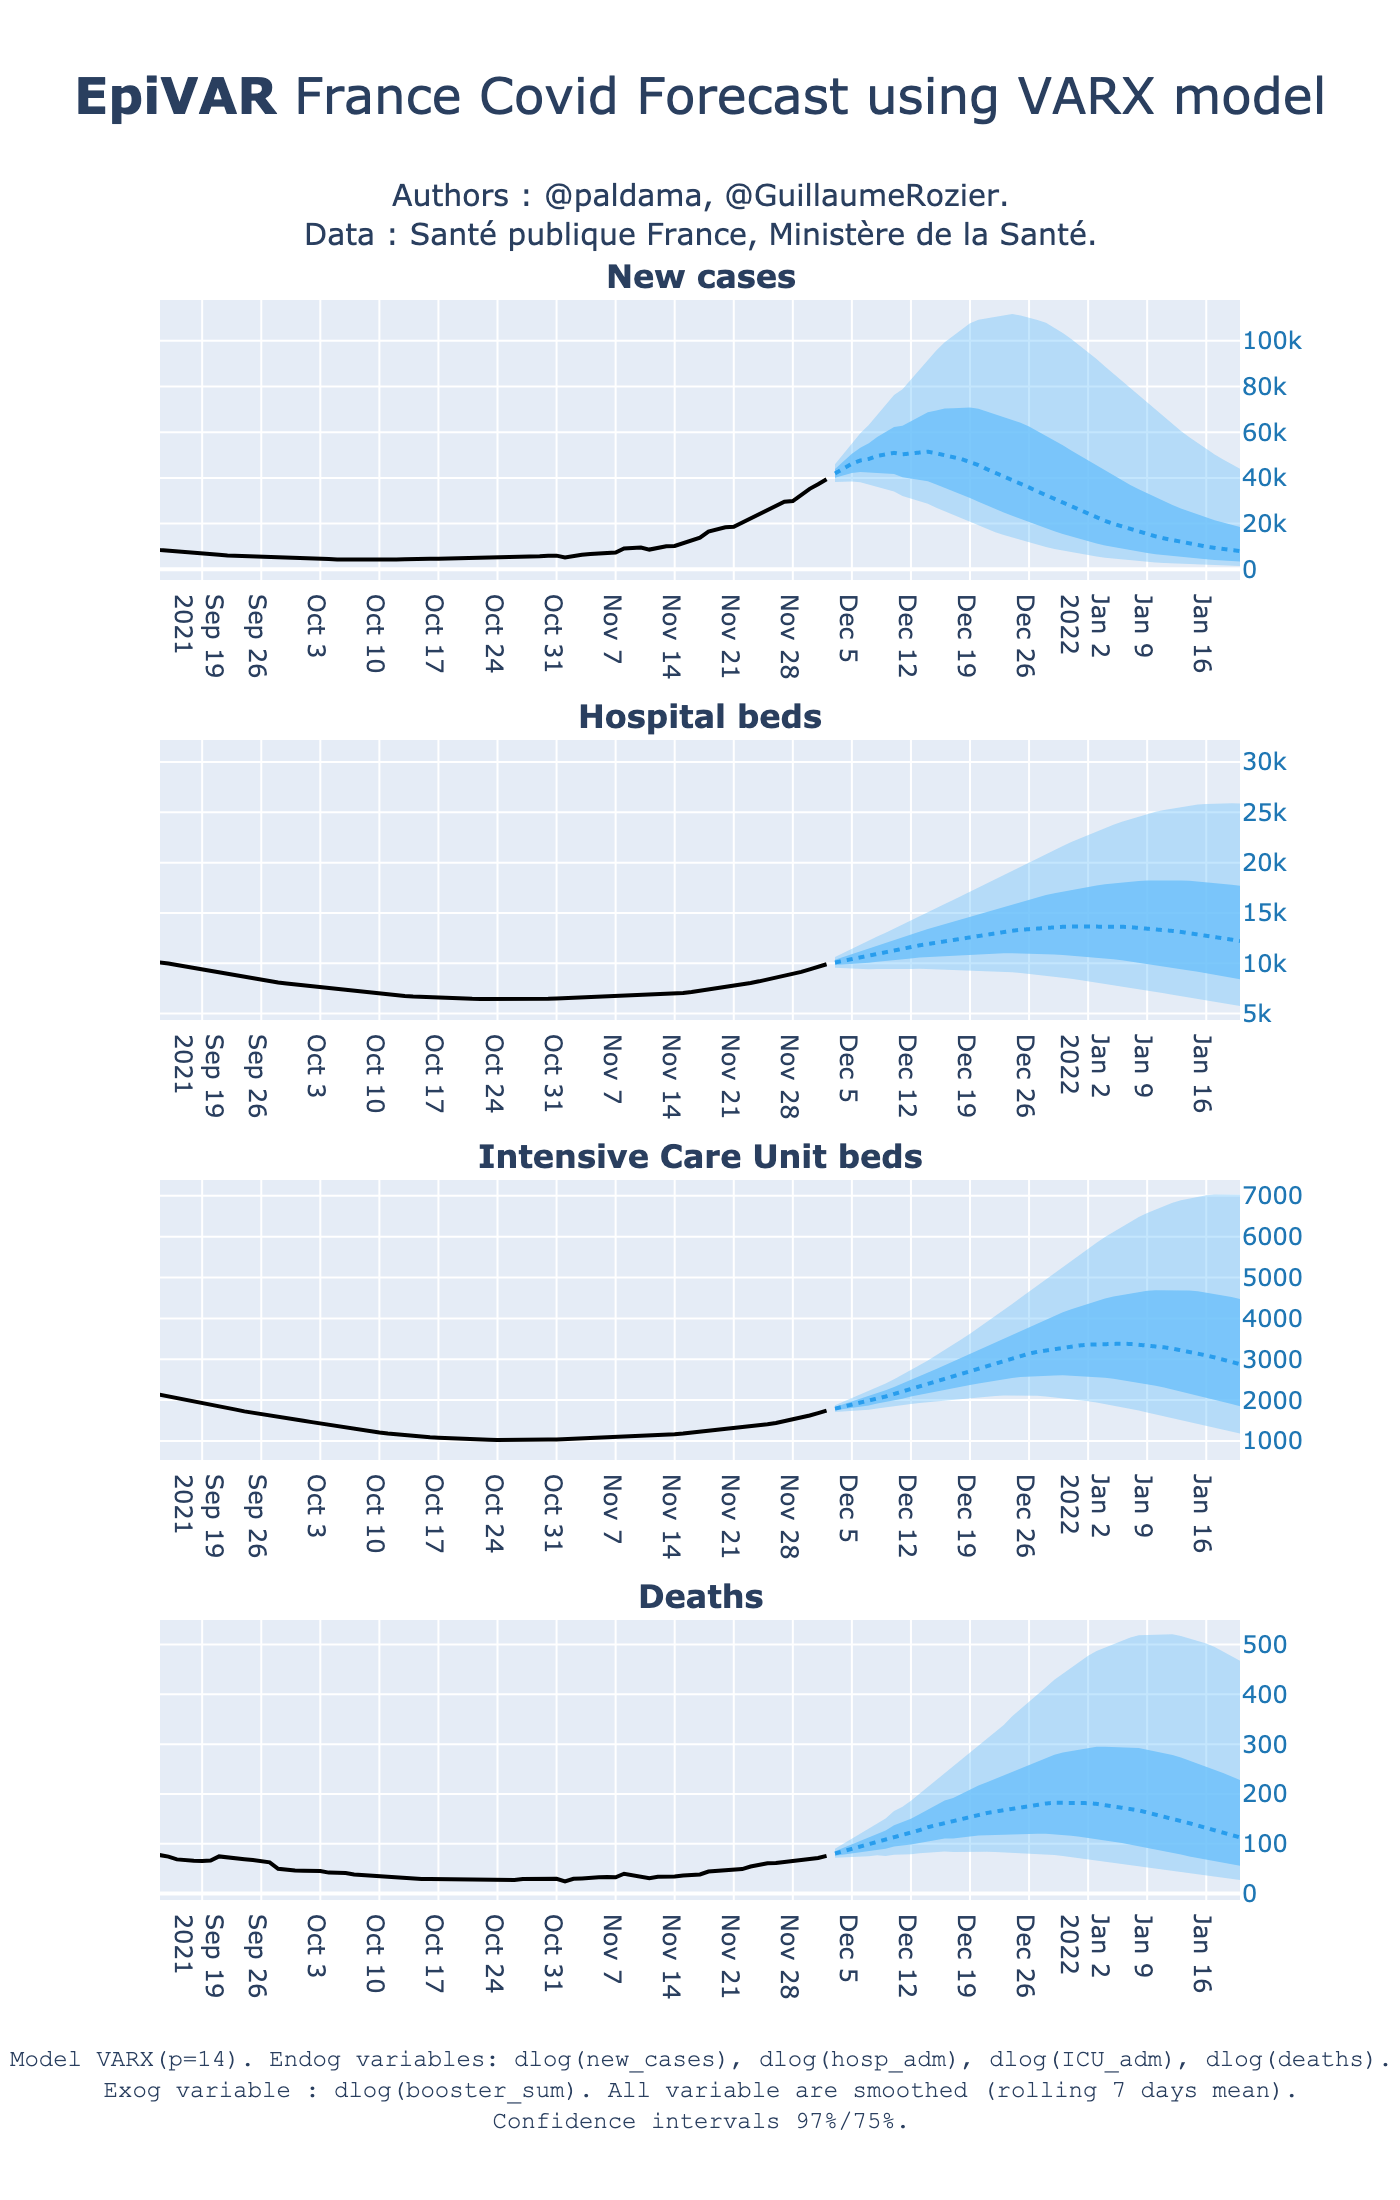 EpiVAR France Covid Forecast using VARX model
Authors : @paldama, @GuillaumeRozier.
Data : Santé publique France, Ministère de la Santé.
New cases
100k
80k
60k
40k
20k
0
Sep 19
2021
Sep 26
Oct 3
Oct 10
Oct 17
Oct 24
Oct 31
Nov 7
Nov 14
Nov 21
Nov 28
Dec 5
Dec 12
Dec 19
Dec 26
Jan 2
2022
Jan 9
Jan 16
Hospital beds
30k
25k
20k
15k
10k
5k
Sep 19
2021
Sep 26
Oct 3
Oct 10
Oct 17
Oct 24
Oct 31
Nov 7
Nov 14
Nov 21
Nov 28
Dec 5
Dec 12
Dec 19
Dec 26
Jan 2
2022
Jan 9
Jan 16
Intensive Care Unit beds
7000
6000
5000
4000
3000
2000
1000
Sep 19
2021
Sep 26
Oct 3
Oct 10
Oct 17
Oct 24
Oct 31
Nov 7
Nov 14
Nov 21
Nov 28
Dec 5
Dec 12
Dec 19
Dec 26
Jan 2
2022
Jan 9
Jan 16
Deaths
500
400
300
200
100
0
Sep 19
2021
Sep 26
Oct 3
Oct 10
Oct 17
Oct 24
Oct 31
Nov 7
Nov 14
Nov 21
Nov 28
Dec 5
Dec 12
Dec 19
Dec 26
Jan 2
2022
Jan 9
Jan 16
Model VARX(p=14). Endog variables: dlog(new_cases), dlog(hosp_adm), dlog(ICU_adm), dlog(deaths).
Exog variable : dlog(booster_sum). All variable are smoothed (rolling 7 days mean).
Confidence intervals 97%/75%.